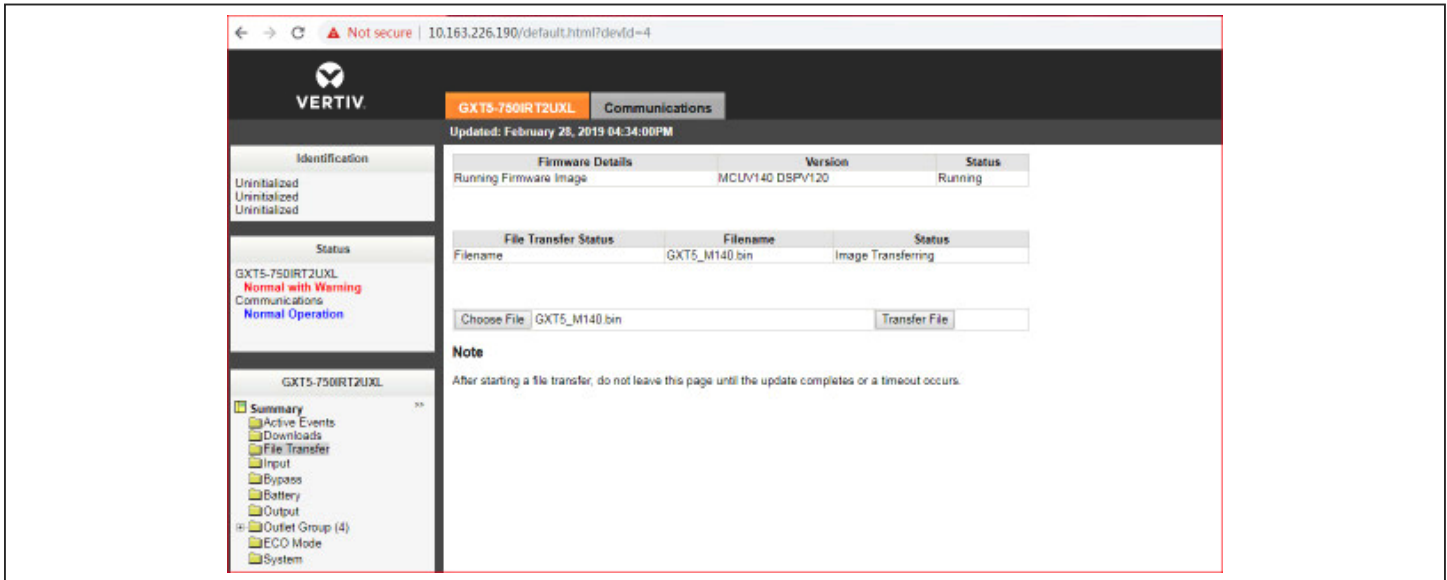 Not secure | 10.163.226.190/default.html?devId=4
VERTIV.
GXT5-750IRT2UXL Communications
Updated: February 28, 2019 04:34:00PM
Identification
Uninitialized
Uninitialized
Uninitialized
Status
GXT5-750IRT2UXL
Normal with Warning
Communications
Normal Operation
GXT5-750IRT2UXL
Summary >>
Active Events
Downloads
File Transfer
Input
Bypass
Battery
Output
Outlet Group (4)
ECO Mode
System
Firmware Details Version Status
Running Firmware Image MCUV140 DSPV120 Running
File Transfer Status Filename Status
Filename GXT5_M140.bin Image Transferring
Choose File GXT5_M140.bin Transfer File
Note
After starting a file transfer, do not leave this page until the update completes or a timeout occurs.